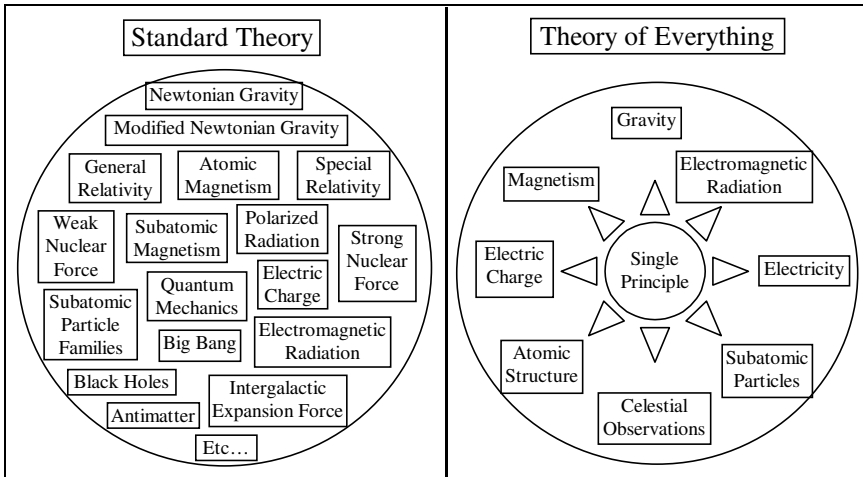 Standard Theory
Newtonian Gravity
Modified Newtonian Gravity
General
Relativity
Atomic
Magnetism
Special
Relativity
Weak
Nuclear
Force
Subatomic
Magnetism
Polarized
Radiation
Strong
Nuclear
Force
Quantum
Mechanics
Electric
Charge
Subatomic
Particle
Families
Big Bang
Electromagnetic
Radiation
Black Holes
Intergalactic
Expansion Force
Antimatter
Etc…
Theory of Everything
Gravity
Magnetism
Electromagnetic
Radiation
Electric
Charge
Single
Principle
Electricity
Atomic
Structure
Subatomic
Particles
Celestial
Observations